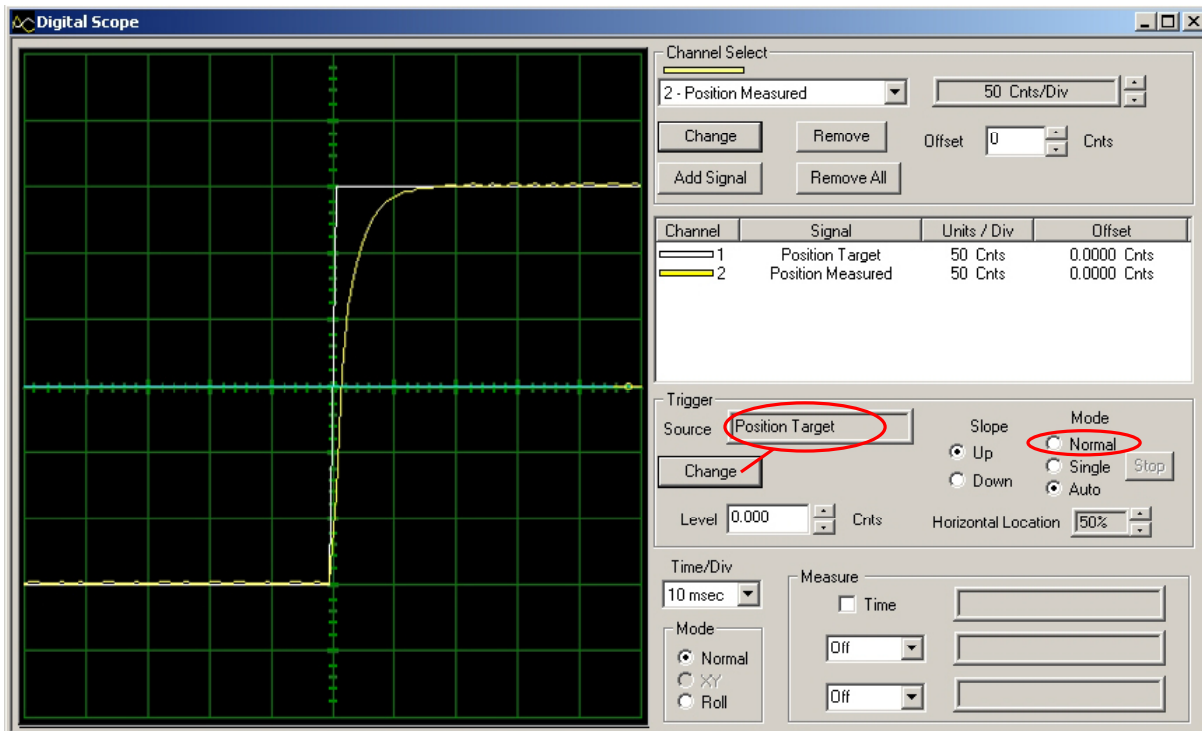 Digital Scope
Channel Select
2 - Position Measured
50 Cnts/Div
Change
Remove
Offset
0
Cnts
Add Signal
Remove All
Channel Signal Units / Div Offset
1 Position Target 50 Cnts 0.0000 Cnts
2 Position Measured 50 Cnts 0.0000 Cnts
Trigger
Source
Position Target
Change
Level
0.000
Cnts
Slope
Up
Down
Mode
Normal
Single
Auto
Stop
Horizontal Location
50%
Time/Div
10 msec
Mode
Normal
XY
Roll
Measure
Time
Off
Off